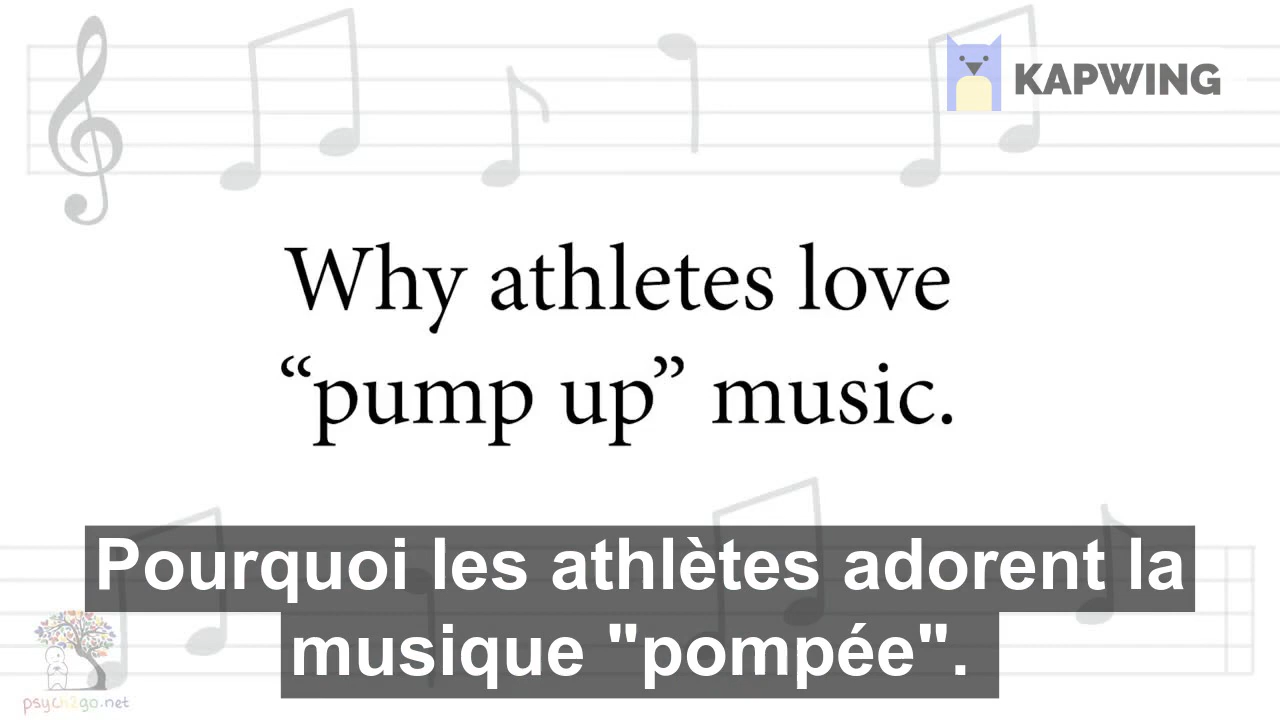 KAPWING
Why athletes love
“pump up” music.
Pourquoi les athlètes adorent la
musique "pompée".
psych2go.net